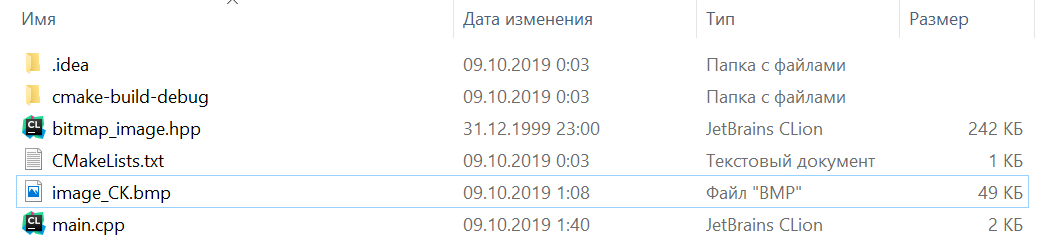 Имя Дата изменения Тип Размер
.idea 09.10.2019 0:03 Папка с файлами
cmake-build-debug 09.10.2019 0:03 Папка с файлами
CL bitmap_image.hpp 31.12.1999 23:00 JetBrains CLion 242 КБ
CMakeLists.txt 09.10.2019 0:03 Текстовый документ 1 КБ
image_CK.bmp 09.10.2019 1:08 Файл "BMP" 49 КБ
CL main.cpp 09.10.2019 1:40 JetBrains CLion 2 КБ